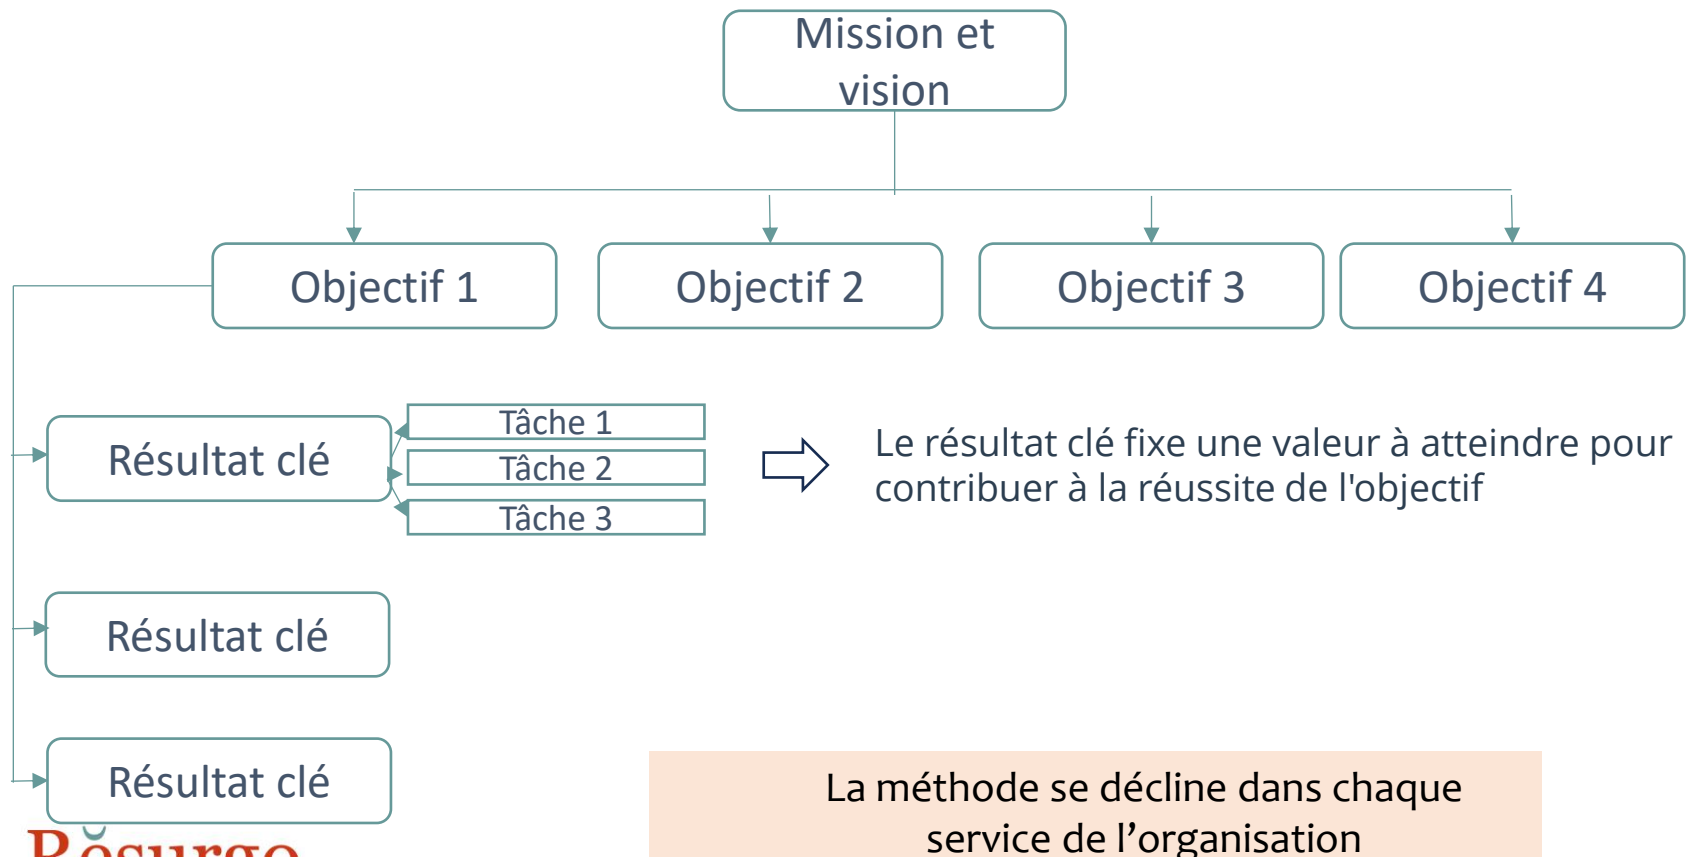 Mission et
vision
Objectif 1
Objectif 2
Objectif 3
Objectif 4
Résultat clé
Tâche 1
Tâche 2
Tâche 3
Le résultat clé fixe une valeur à atteindre pour
contribuer à la réussite de l'objectif
Résultat clé
Résultat clé
La méthode se décline dans chaque
service de l’organisation
Rĕsurgo